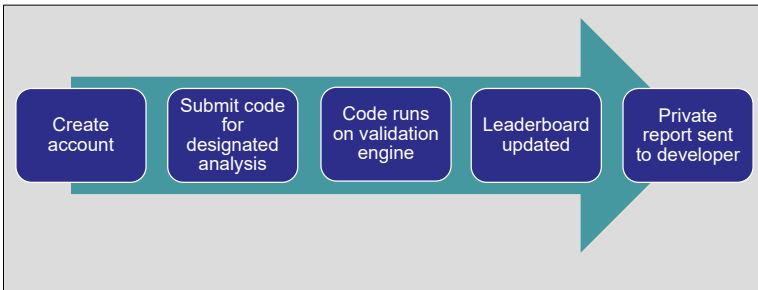 Create
account
Submit code
for
designated
analysis
Code runs
on validation
engine
Leaderboard
updated
Private
report sent
to developer